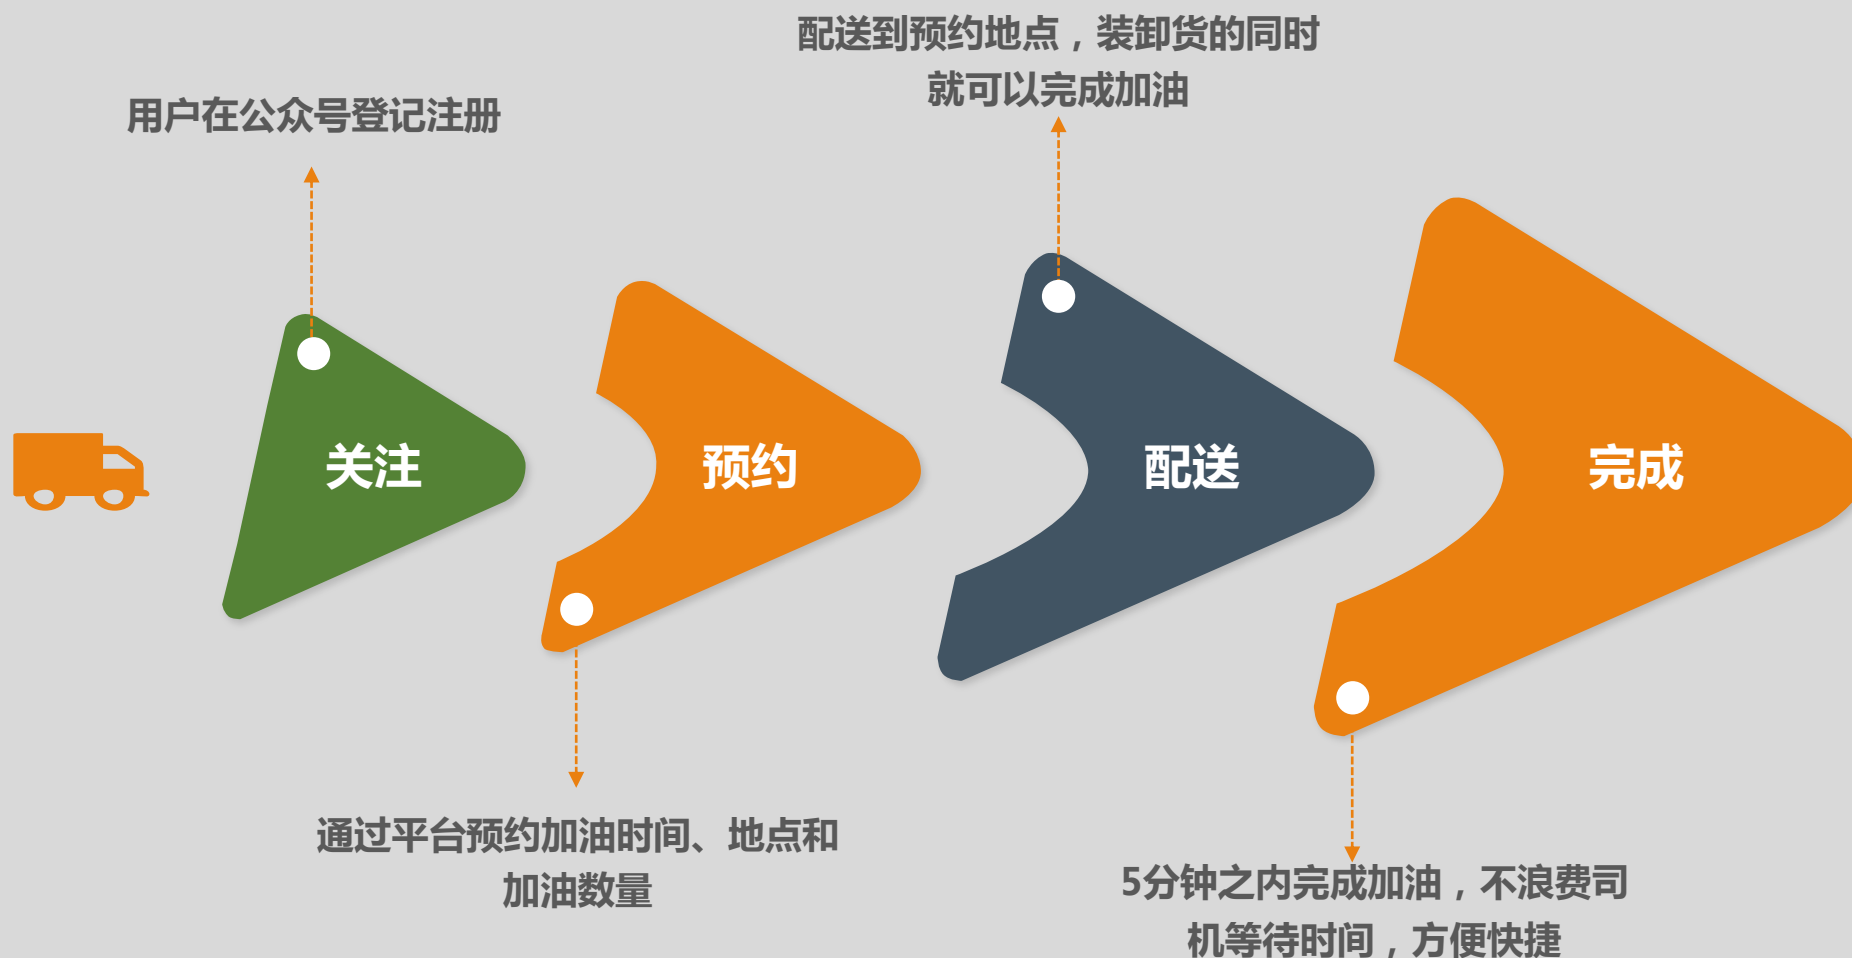 配送到预约地点，装卸货的同时
就可以完成加油
用户在公众号登记注册
关注
预约
配送
完成
通过平台预约加油时间、地点和
加油数量
5分钟之内完成加油，不浪费司
机等待时间，方便快捷